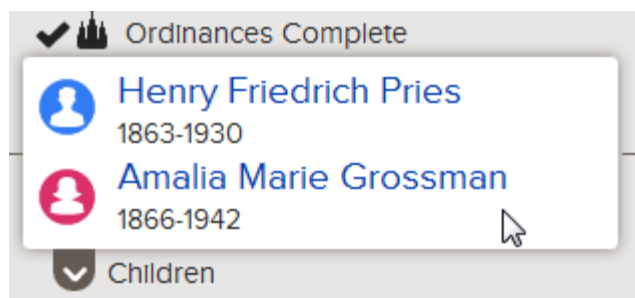 Ordinances Complete
Henry Friedrich Pries
1863-1930
Amalia Marie Grossman
1866-1942
Children